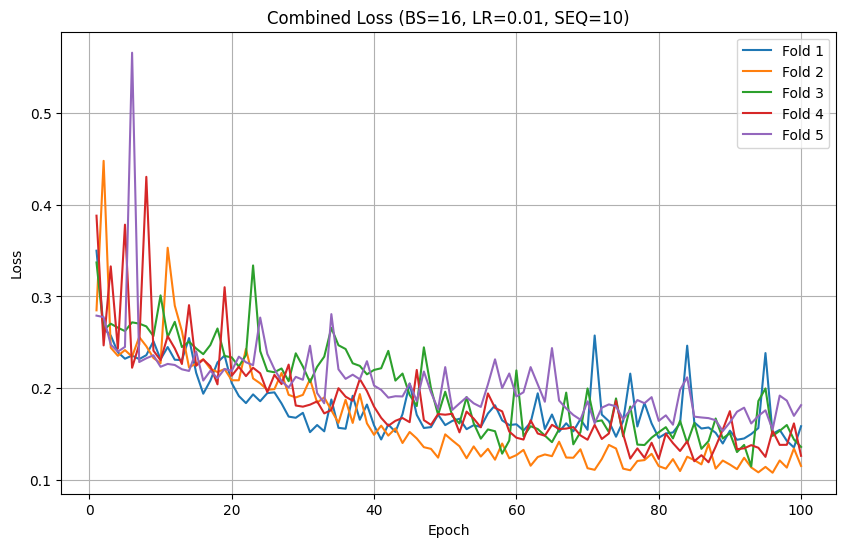 Combined Loss (BS=16, LR=0.01, SEQ=10)
Fold 1
Fold 2
Fold 3
Fold 4
Fold 5
Loss
0.5
0.4
0.3
0.2
0.1
0 20 40 60 80 100
Epoch